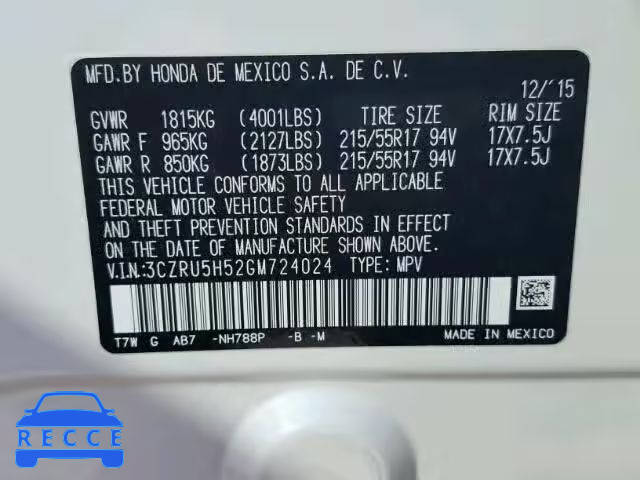 MFD.BY HONDA DE MEXICO S.A. DE C.V.
12/'15
GVWR 1815KG (4001LBS) TIRE SIZE RIM SIZE
GAWR F 965KG (2127LBS) 215/55R17 94V 17X7.5J
GAWR R 850KG (1873LBS) 215/55R17 94V 17X7.5J
THIS VEHICLE CONFORMS TO ALL APPLICABLE
FEDERAL MOTOR VEHICLE SAFETY
AND THEFT PREVENTION STANDARDS IN EFFECT
ON THE DATE OF MANUFACTURE SHOWN ABOVE.
V.I.N.:3CZRU5H52GM724024 TYPE: MPV
T7W G AB7 -NH788P -B -M MADE IN MEXICO
RECCE